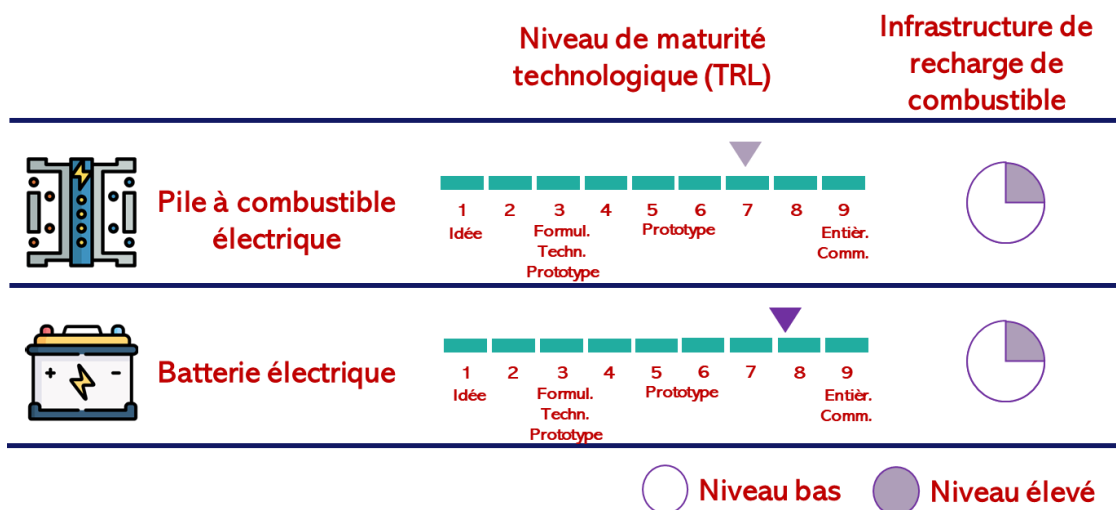 Niveau de maturité
technologique (TRL)
Infrastructure de
recharge de
combustible
Pile à combustible
électrique
1 2 3 4 5 6 7 8 9
Idée Formul. Prototype Entièr.
Techn. Comm.
Prototype
Batterie électrique
+ -
1 2 3 4 5 6 7 8 9
Idée Formul. Prototype Entièr.
Techn. Comm.
Prototype
Niveau bas Niveau élevé